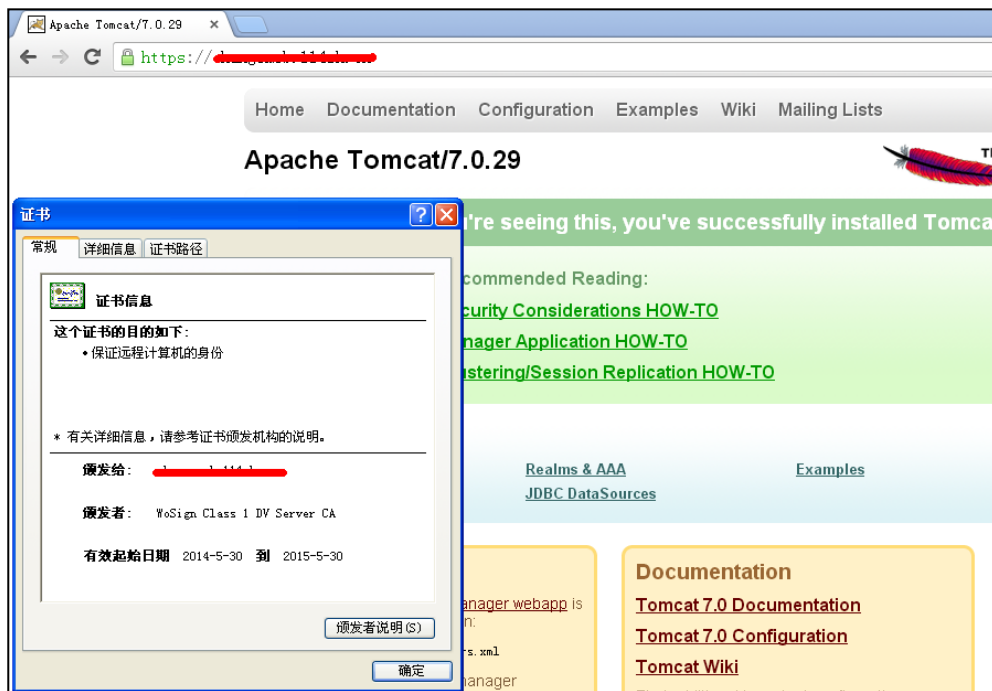 Apache Tomcat/7.0.29
https://
Home Documentation Configuration Examples Wiki Mailing Lists
Apache Tomcat/7.0.29
证书
常规 详细信息 证书路径
证书信息
这个证书的目的如下:
•保证远程计算机的身份
* 有关详细信息,请参考证书颁发机构的说明。
颁发给:
颁发者: WoSign Class 1 DV Server CA
有效起始日期 2014-5-30 到 2015-5-30
颁发者说明(S)
确定
u're seeing this, you've successfully installed Tomca
commended Reading:
curity Considerations HOW-TO
nager Application HOW-TO
ustering/Session Replication HOW-TO
Realms & AAA
JDBC DataSources
Examples
anager webapp is
n:
rs.xml
manager
Documentation
Tomcat 7.0 Documentation
Tomcat 7.0 Configuration
Tomcat Wiki